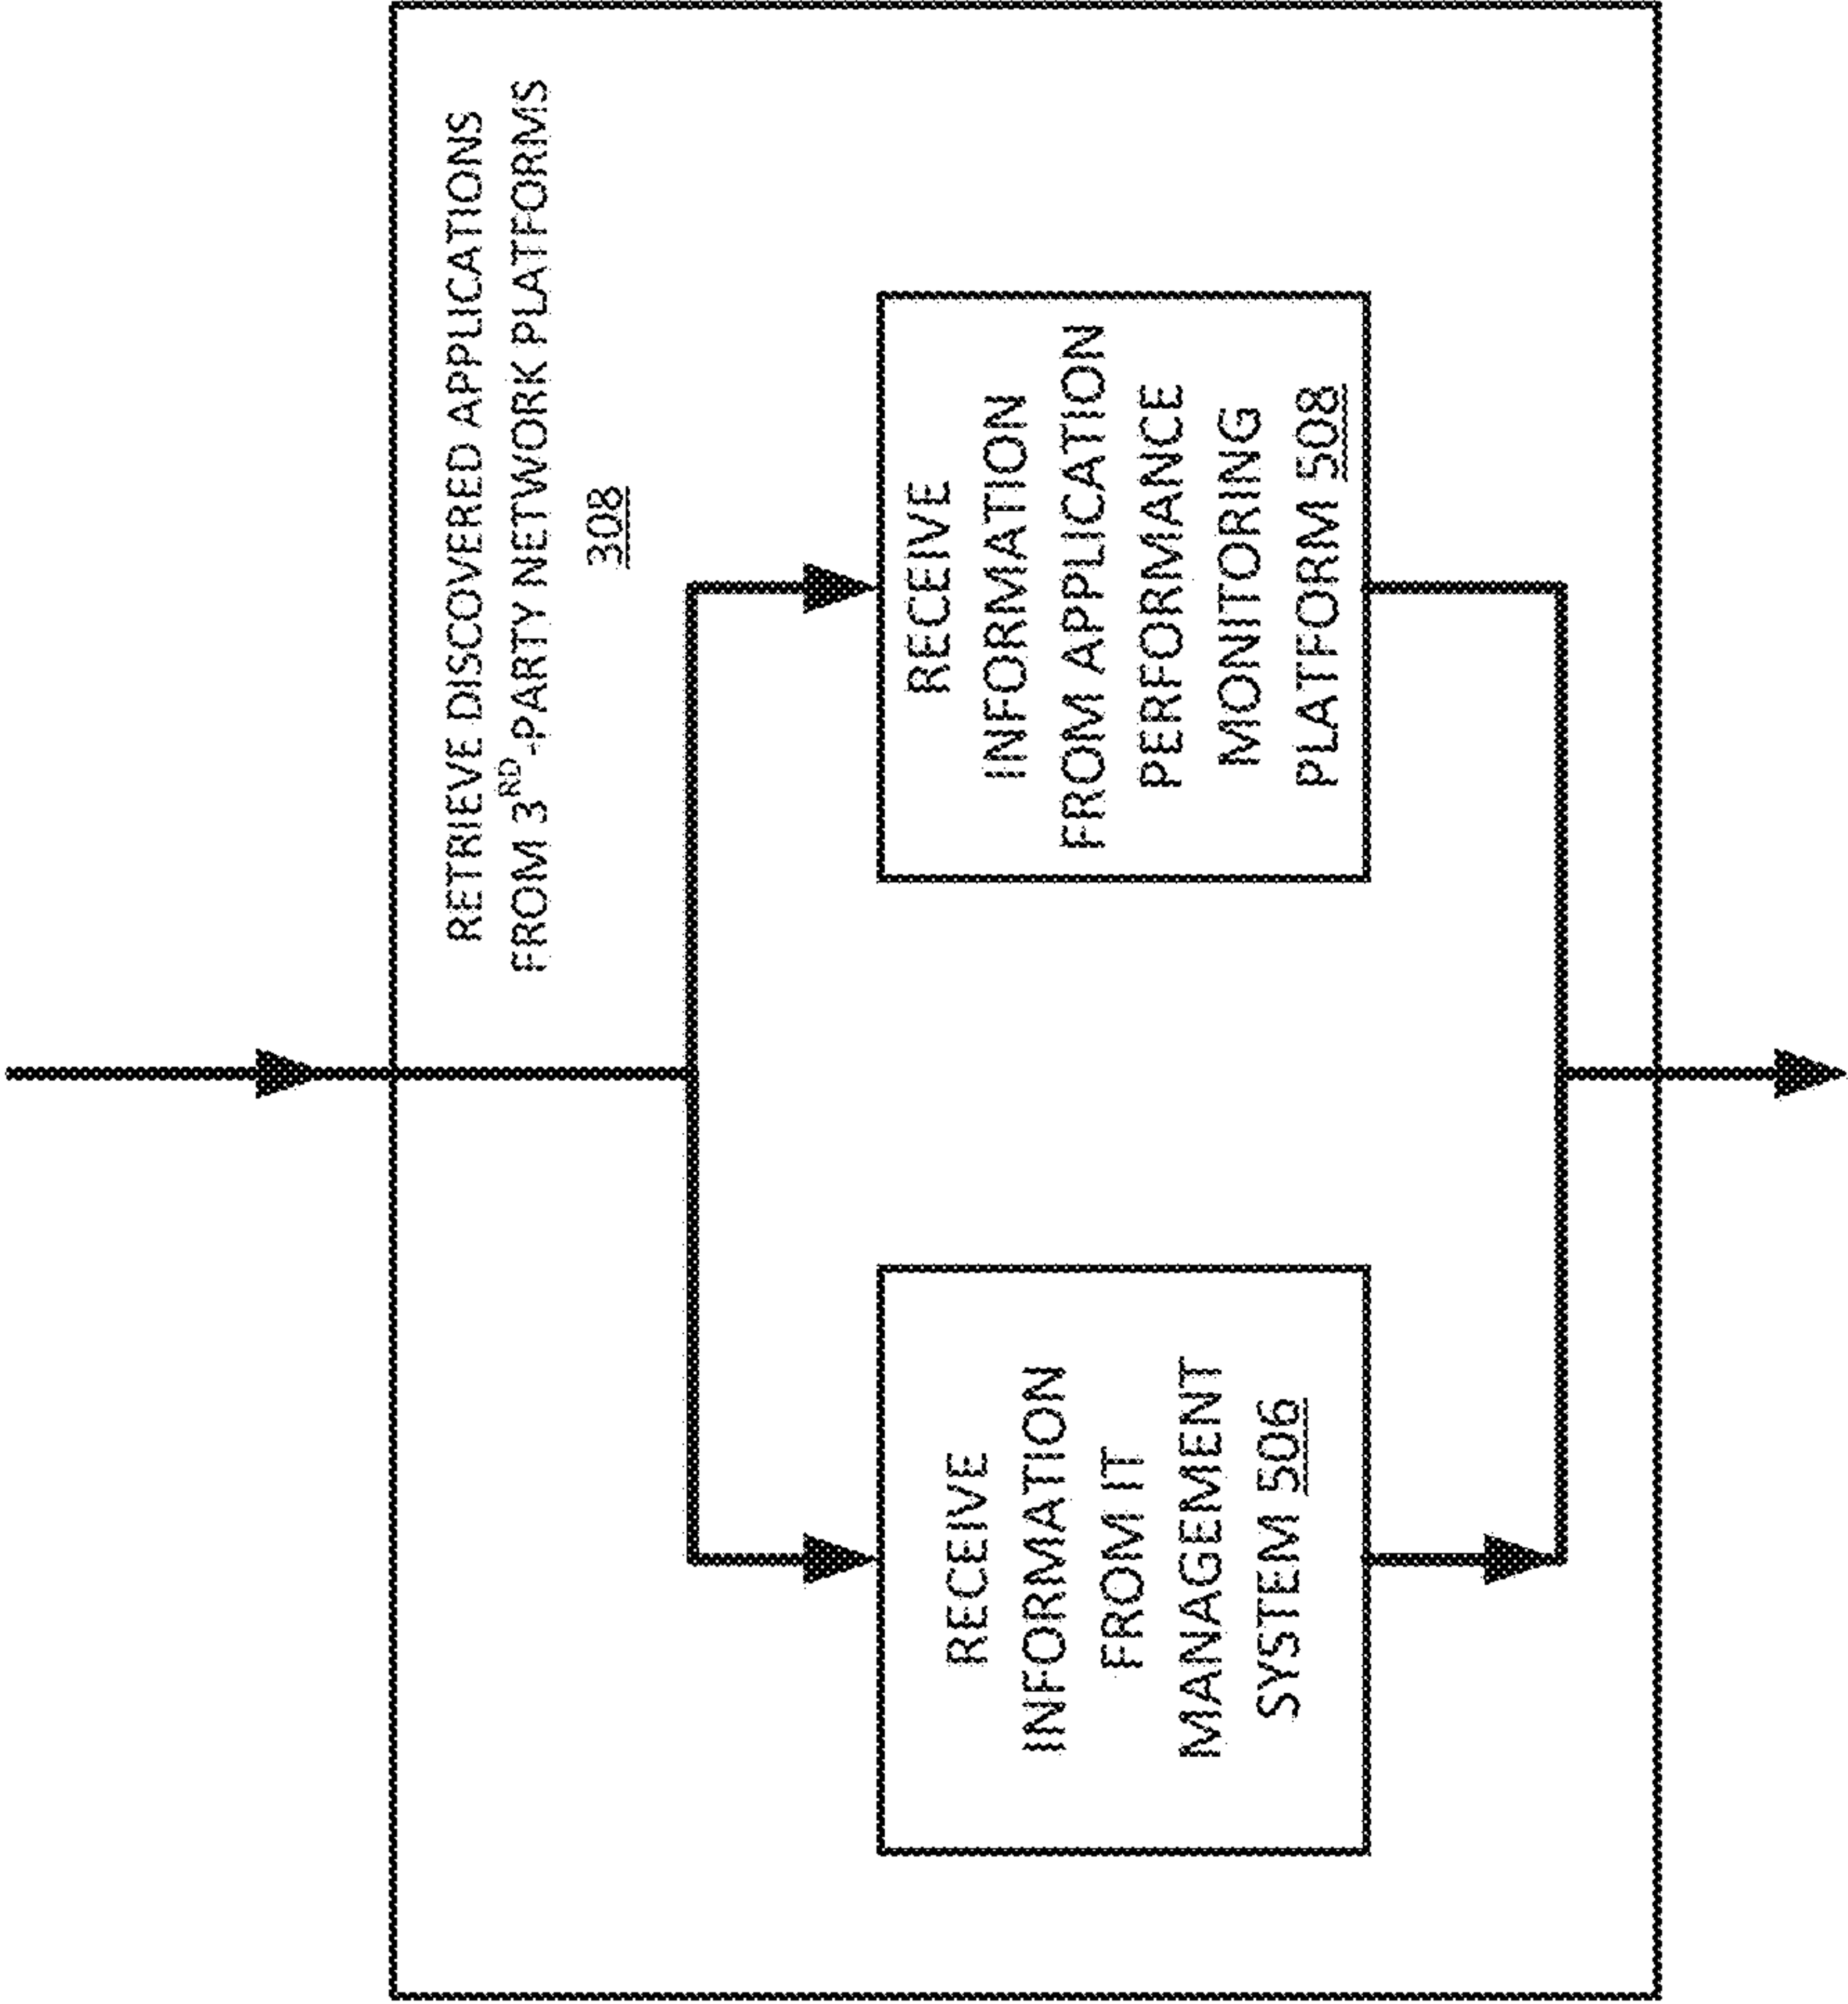 RETRIEVE DISCOVERED APPLICATIONS
FROM 3RD-PARTY NETWORK PLATFORMS
308
RECEIVE
INFORMATION
FROM IT
MANAGEMENT
SYSTEM 506
RECEIVE
INFORMATION
FROM APPLICATION
PERFORMANCE
MONITORING
PLATFORM 508